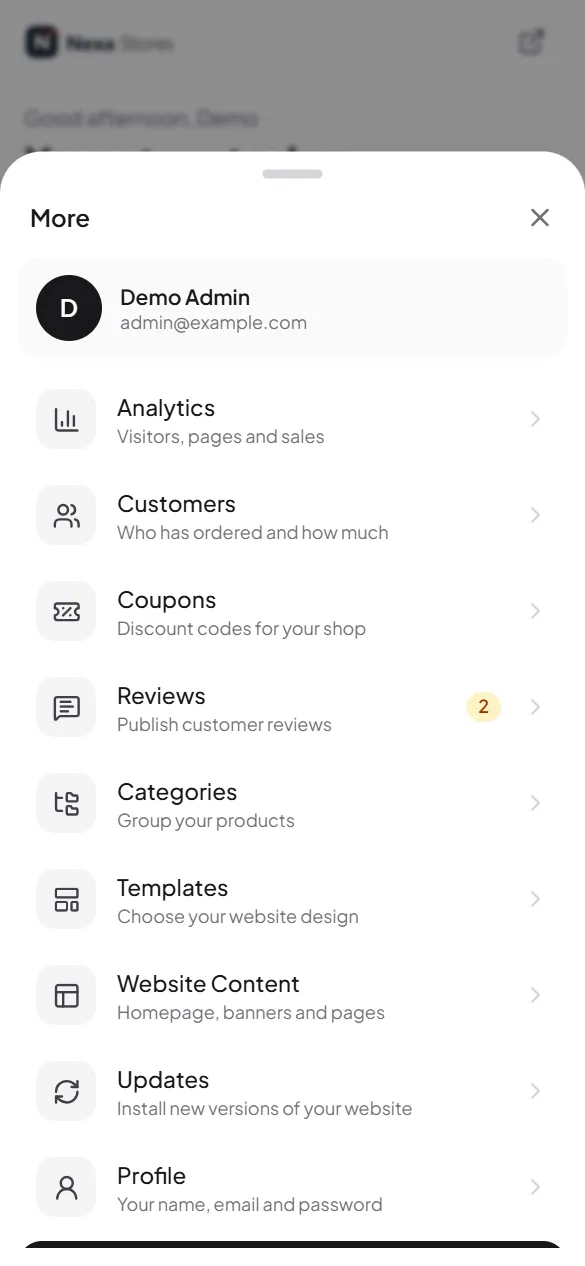 Nexa Stores
Good afternoon, Demo
More
D
Demo Admin
admin@example.com
Analytics
Visitors, pages and sales
Customers
Who has ordered and how much
Coupons
Discount codes for your shop
Reviews
2
Publish customer reviews
Categories
Group your products
Templates
Choose your website design
Website Content
Homepage, banners and pages
Updates
Install new versions of your website
Profile
Your name, email and password